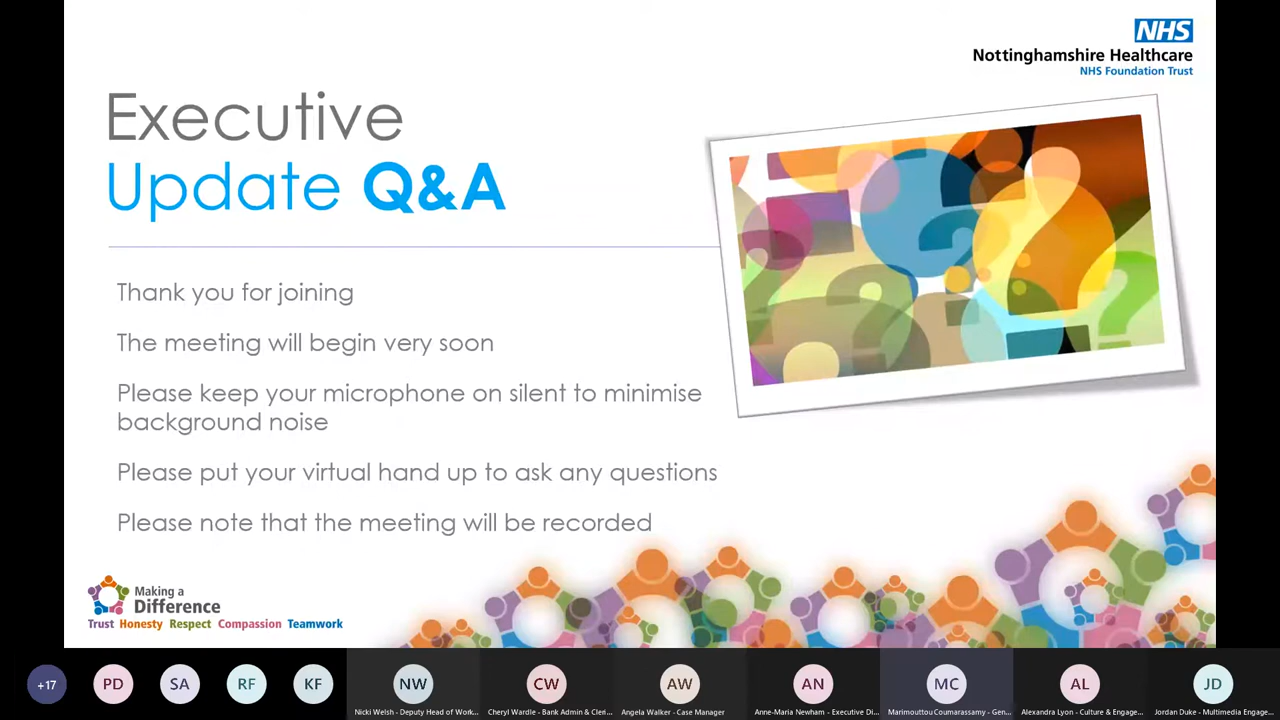 NHS
Nottinghamshire Healthcare
NHS Foundation Trust
Executive
Update Q&A
Thank you for joining
The meeting will begin very soon
Please keep your microphone on silent to minimise
background noise
Please put your virtual hand up to ask any questions
Please note that the meeting will be recorded
Making a
Difference
Trust Honesty Respect Compassion Teamwork
+17 PD SA RF KF NW CW AW AN MC AL JD
Nicki Welsh - Deputy Head of Work... Cheryl Wardle - Bank Admin & Cleri... Angela Walker - Case Manager Anne-Maria Newham - Executive Di... Marimouttou Coumarassamy - Gen... Alexandra Lyon - Culture & Engage... Jordan Duke - Multimedia Engage...